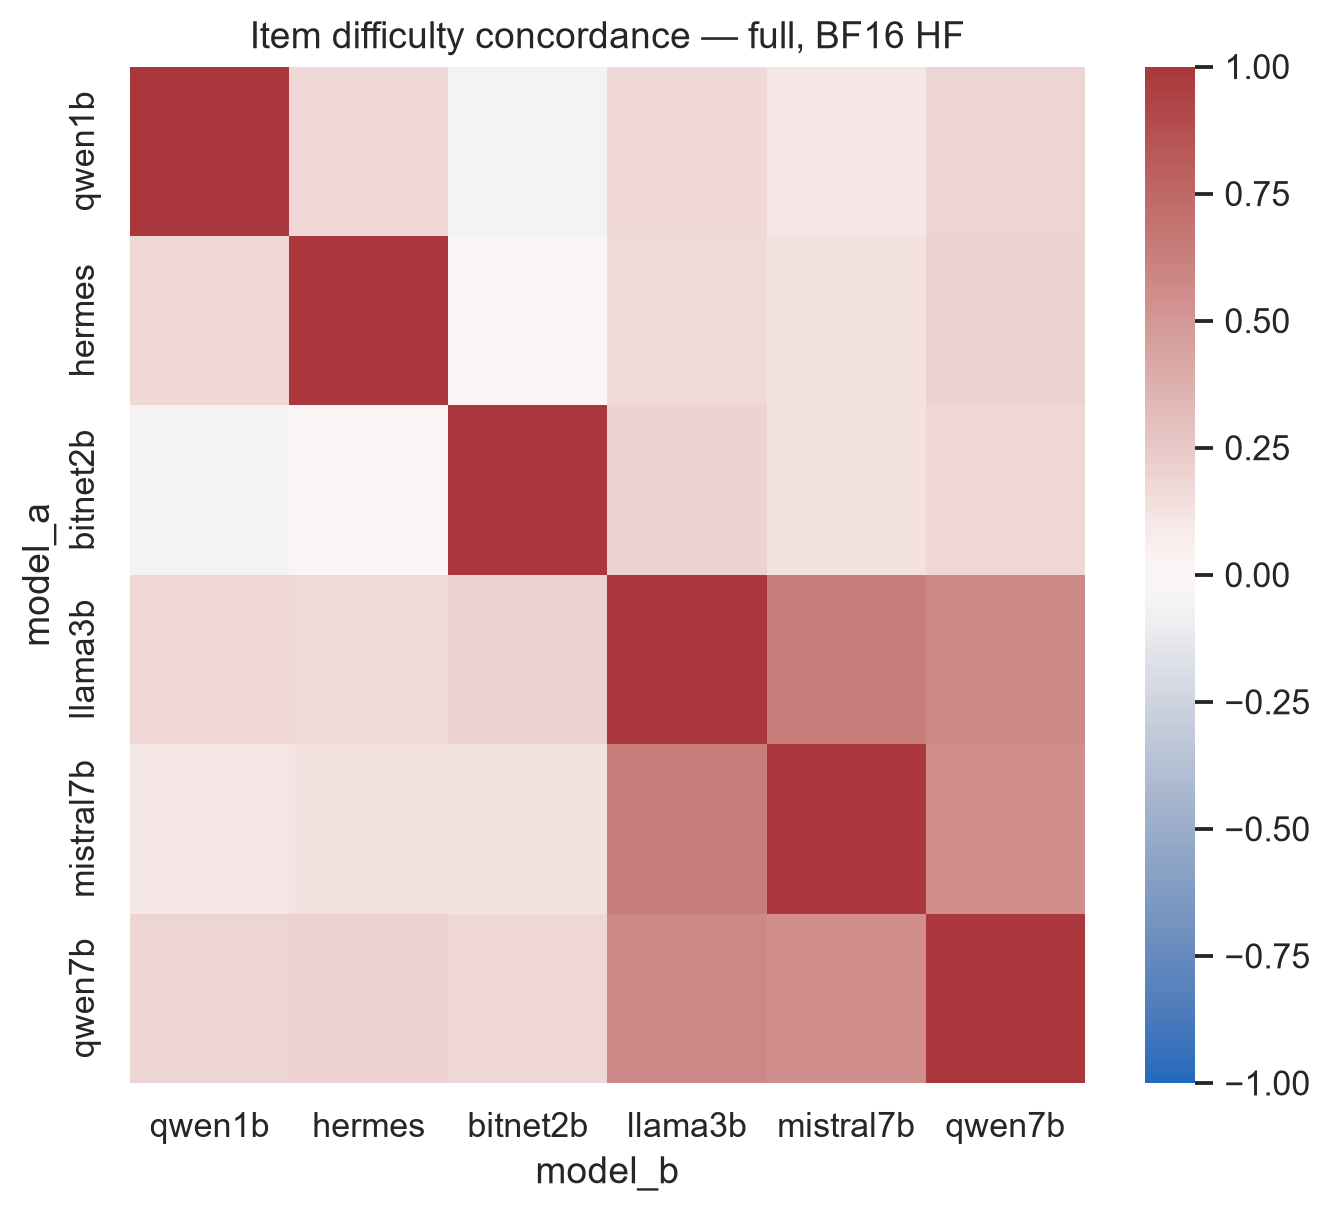 Item difficulty concordance — full, BF16 HF
model_a
qwen1b
hermes
bitnet2b
llama3b
mistral7b
qwen7b
qwen1b hermes bitnet2b llama3b mistral7b qwen7b
model_b
1.00
0.75
0.50
0.25
0.00
−0.25
−0.50
−0.75
−1.00